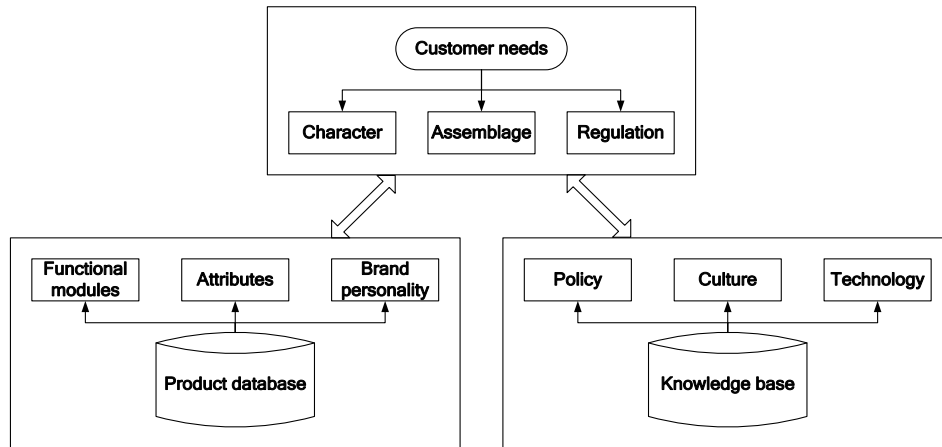 Customer needs
Character
Assemblage
Regulation
Functional
modules
Attributes
Brand
personality
Product database
Policy
Culture
Technology
Knowledge base